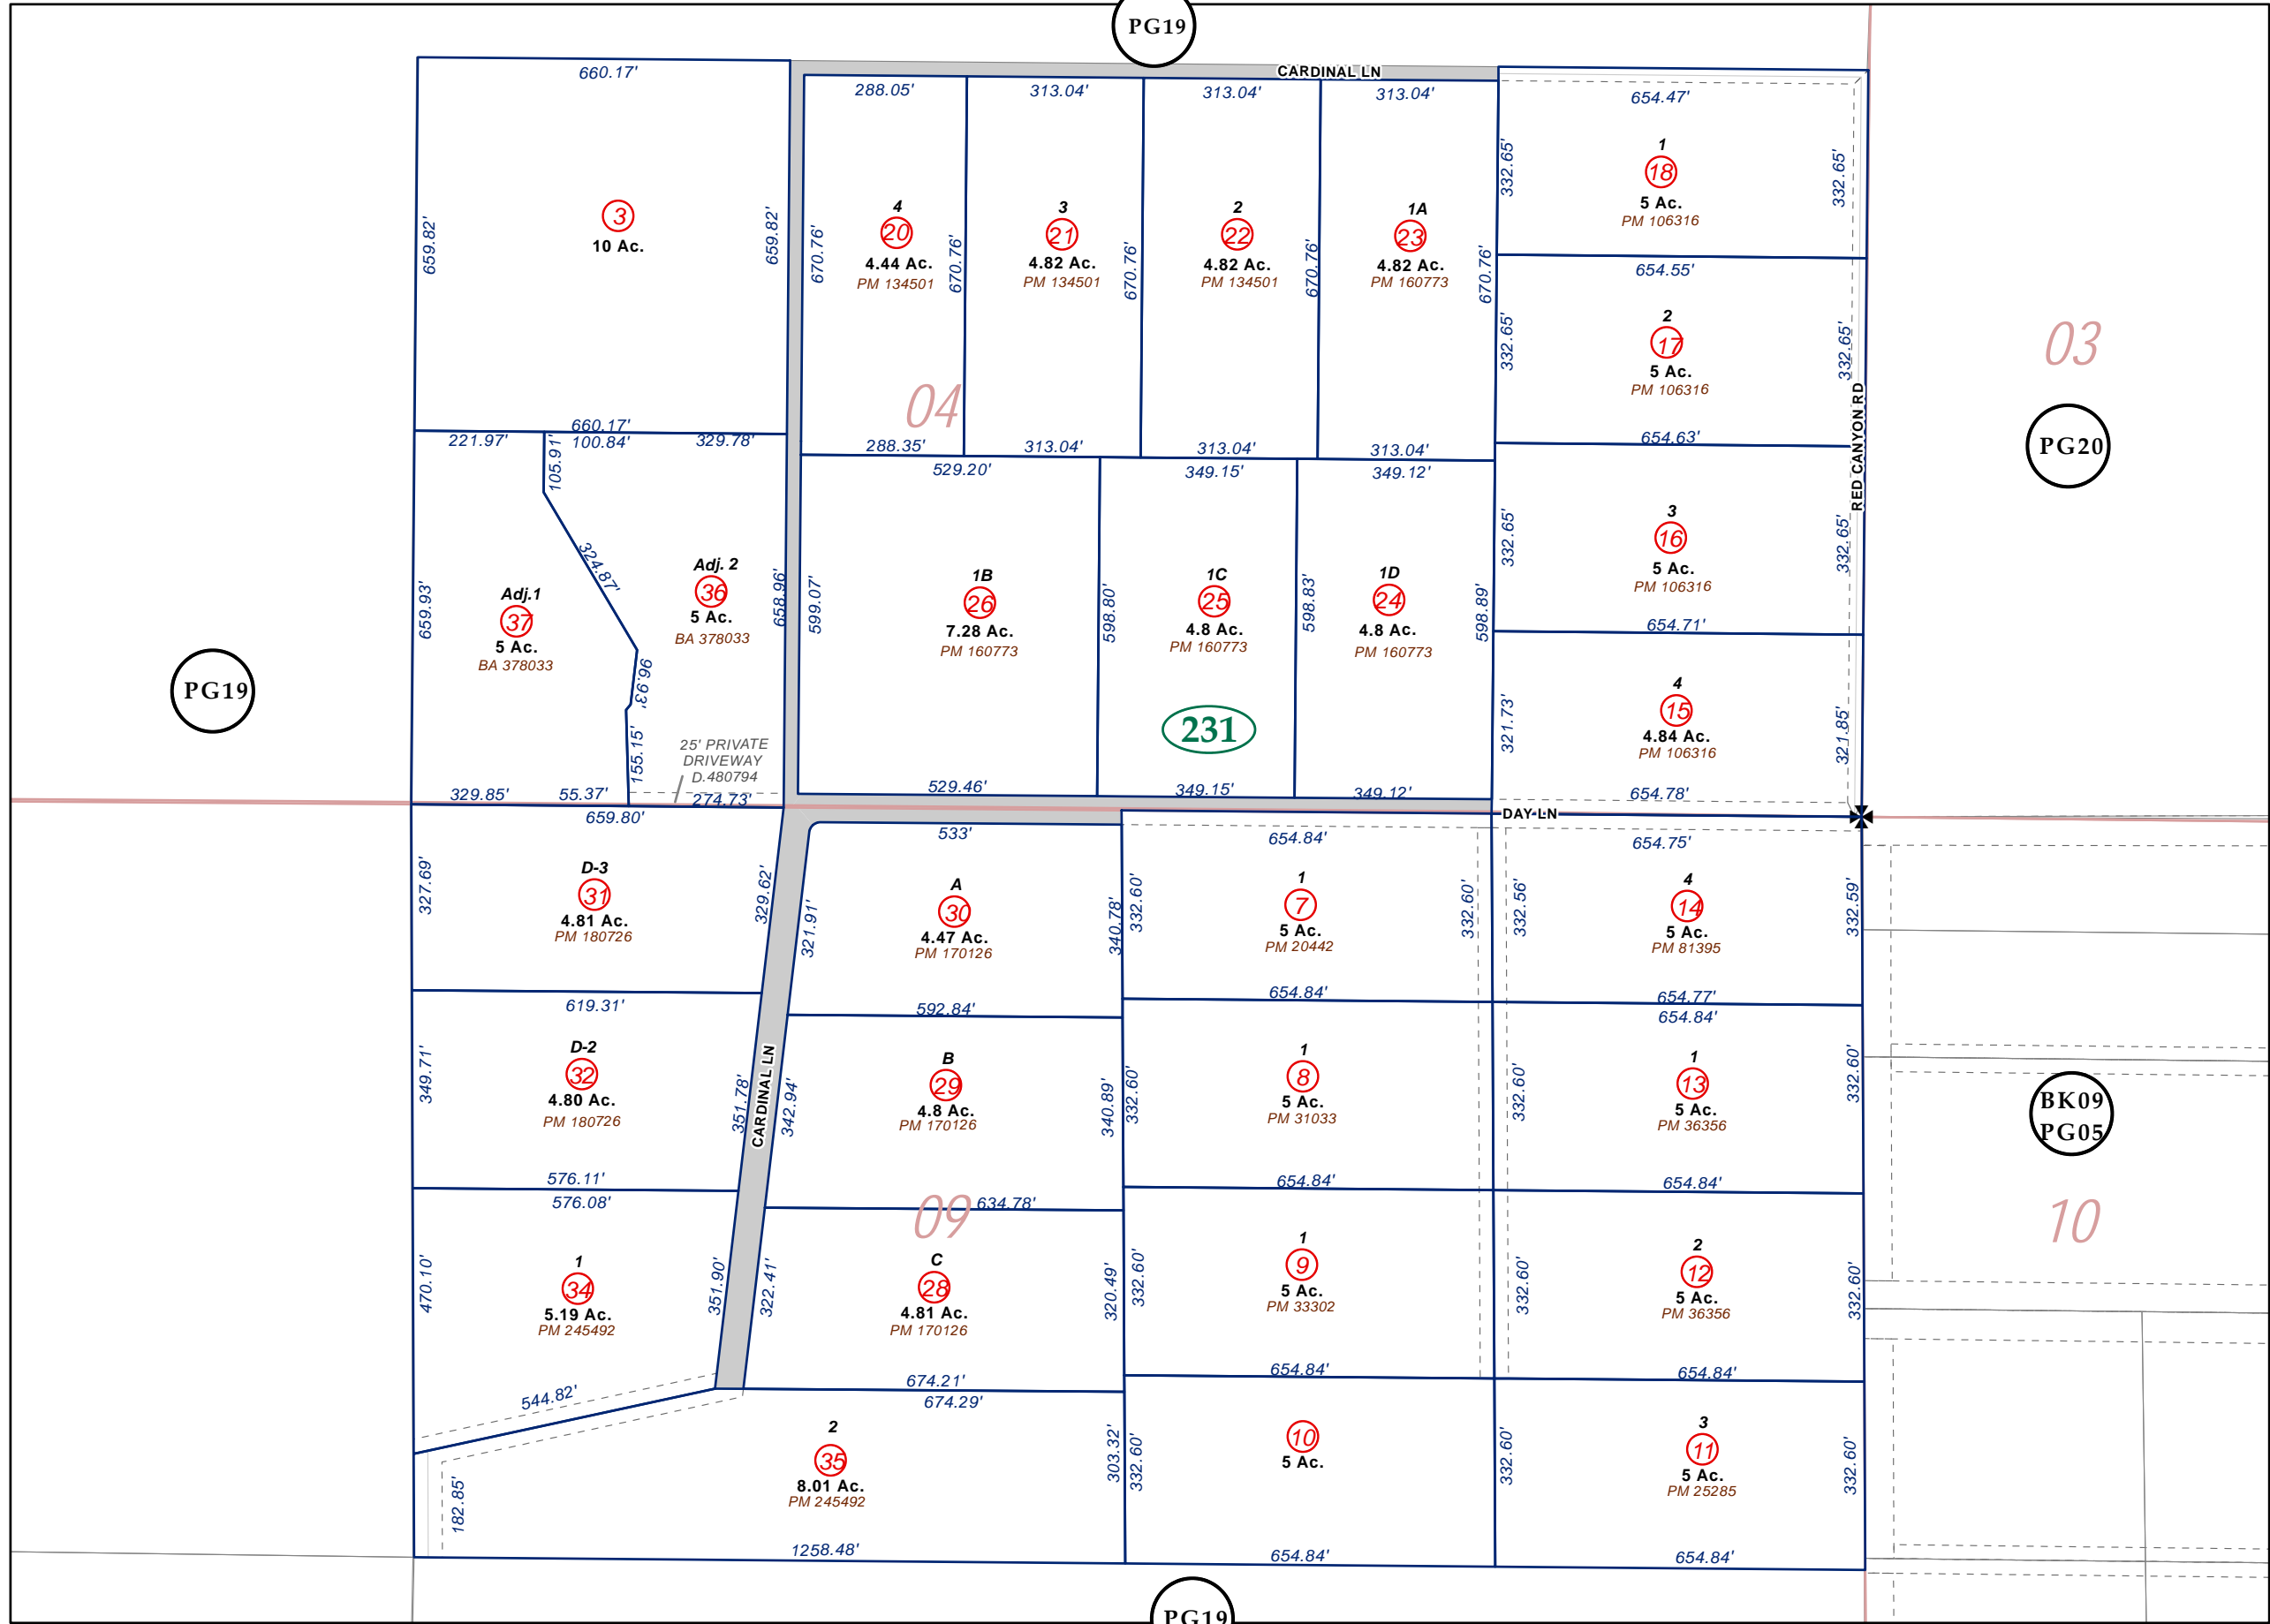 PG19
CARDINAL LN
660.17'
288.05'
313.04'
313.04'
313.04'
654.47'
659.82'
3
10 Ac.
659.82'
670.76'
4
20
4.44 Ac.
PM 134501
670.76'
3
21
4.82 Ac.
PM 134501
670.76'
2
22
4.82 Ac.
PM 134501
670.76'
1A
23
4.82 Ac.
PM 160773
670.76'
332.65'
1
18
5 Ac.
PM 106316
332.65'
654.55'
332.65'
2
17
5 Ac.
PM 106316
332.65'
RED CANYON RD
03
PG20
04
660.17'
221.97'
100.84'
329.78'
288.35'
313.04'
313.04'
313.04'
654.63'
529.20'
349.15'
349.12'
105.91'
324.87'
96.93'
155.15'
659.93'
Adj.1
37
5 Ac.
BA 378033
Adj. 2
36
5 Ac.
BA 378033
658.96'
599.07'
1B
26
7.28 Ac.
PM 160773
598.80'
1C
25
4.8 Ac.
PM 160773
598.83'
1D
24
4.8 Ac.
PM 160773
598.89'
332.65'
3
16
5 Ac.
PM 106316
332.65'
654.71'
321.73'
4
15
4.84 Ac.
PM 106316
321.85'
PG19
231
25' PRIVATE
DRIVEWAY
D.480794
329.85'
55.37'
274.73'
529.46'
349.15'
349.12'
654.78'
DAY LN
659.80'
533'
654.84'
654.75'
327.69'
D-3
31
4.81 Ac.
PM 180726
329.62'
321.91'
A
30
4.47 Ac.
PM 170126
340.78'
332.60'
1
7
5 Ac.
PM 20442
332.60'
332.56'
4
14
5 Ac.
PM 81395
332.59'
619.31'
592.84'
654.84'
654.77'
654.84'
349.71'
D-2
32
4.80 Ac.
PM 180726
351.78'
CARDINAL LN
342.94'
B
29
4.8 Ac.
PM 170126
340.89'
332.60'
1
8
5 Ac.
PM 31033
332.60'
1
13
5 Ac.
PM 36356
332.60'
BK09
PG05
576.11'
576.08'
09
634.78'
654.84'
654.84'
10
470.10'
1
34
5.19 Ac.
PM 245492
351.90'
322.41'
C
28
4.81 Ac.
PM 170126
320.49'
332.60'
1
9
5 Ac.
PM 33302
332.60'
2
12
5 Ac.
PM 36356
332.60'
544.82'
674.21'
674.29'
654.84'
654.84'
182.85'
2
35
8.01 Ac.
PM 245492
303.32'
332.60'
10
5 Ac.
332.60'
3
11
5 Ac.
PM 25285
332.60'
1258.48'
654.84'
654.84'
PG19